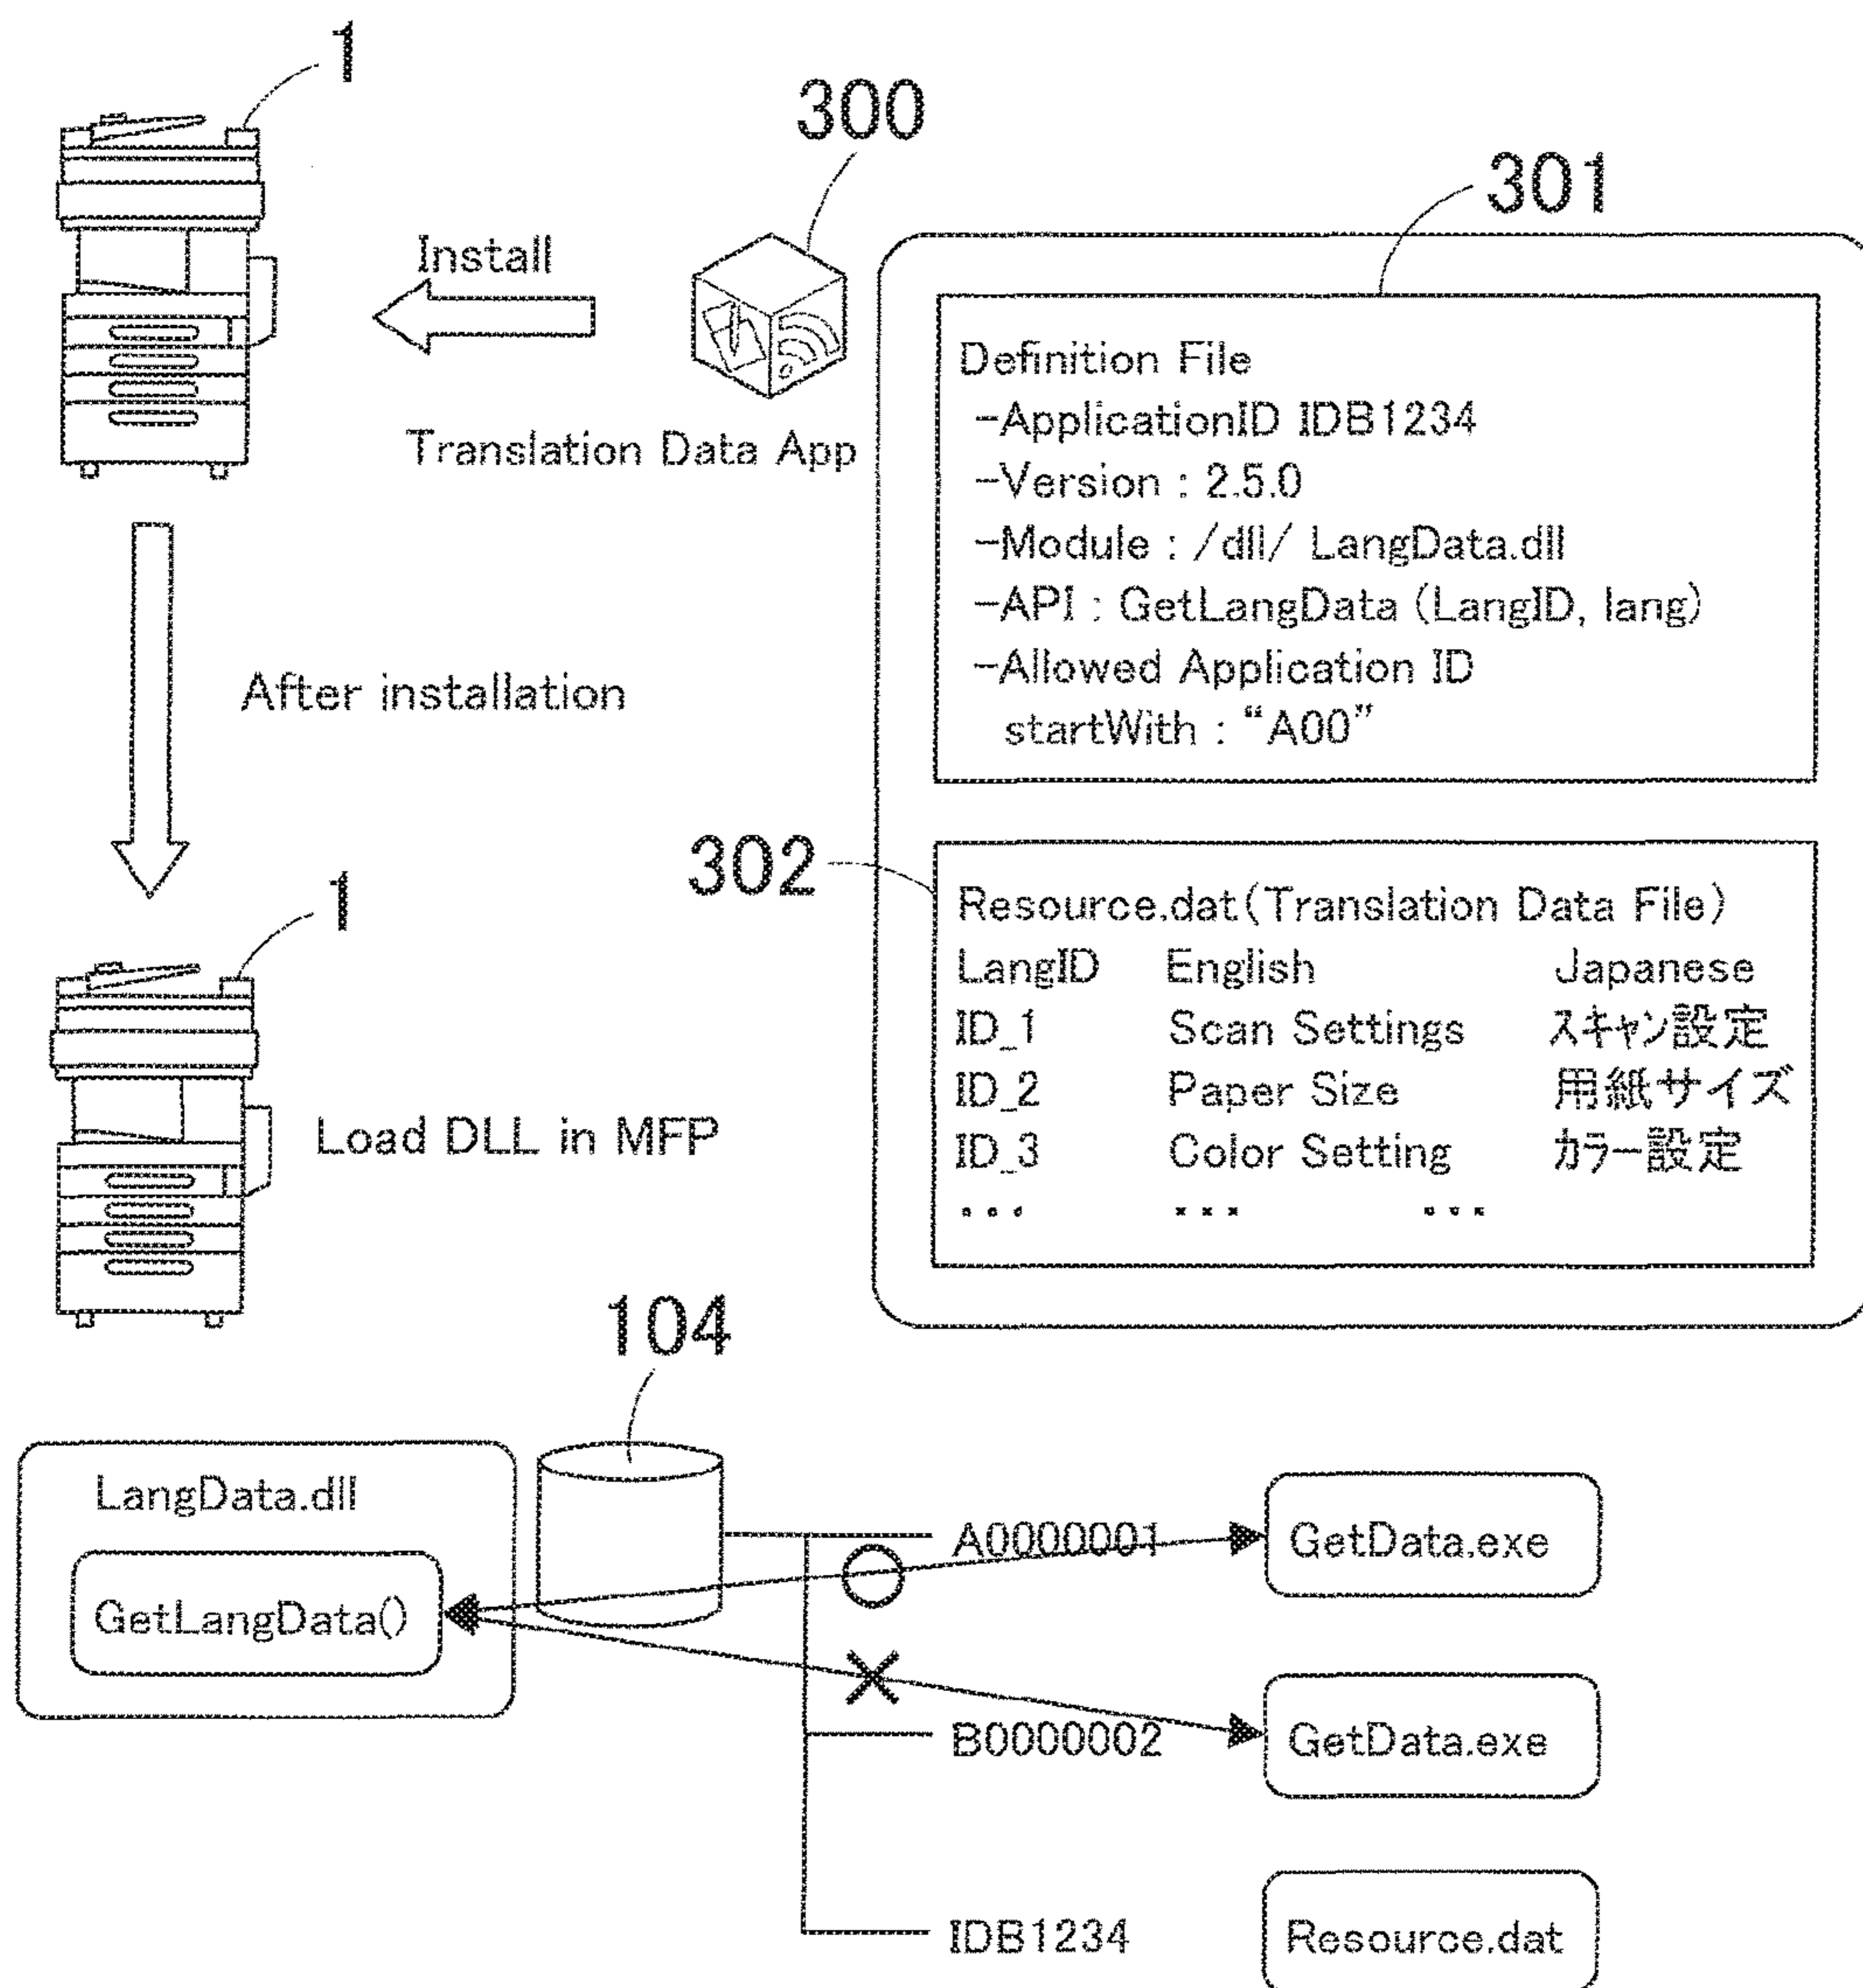 1
300
301
Install
Translation Data App
Definition File
-ApplicationID IDB1234
-Version : 2.5.0
-Module : /dll/ LangData.dll
-API : GetLangData (LangID, lang)
-Allowed Application ID
startWith : “A00”
After installation
302
Resource.dat(Translation Data File)
LangID English Japanese
ID_1 Scan Settings スキャン設定
ID_2 Paper Size 用紙サイズ
ID_3 Color Setting カラー設定
... ... ...
1
Load DLL in MFP
104
LangData.dll
GetLangData()
A0000001 GetData.exe
B0000002 GetData.exe
IDB1234 Resource.dat